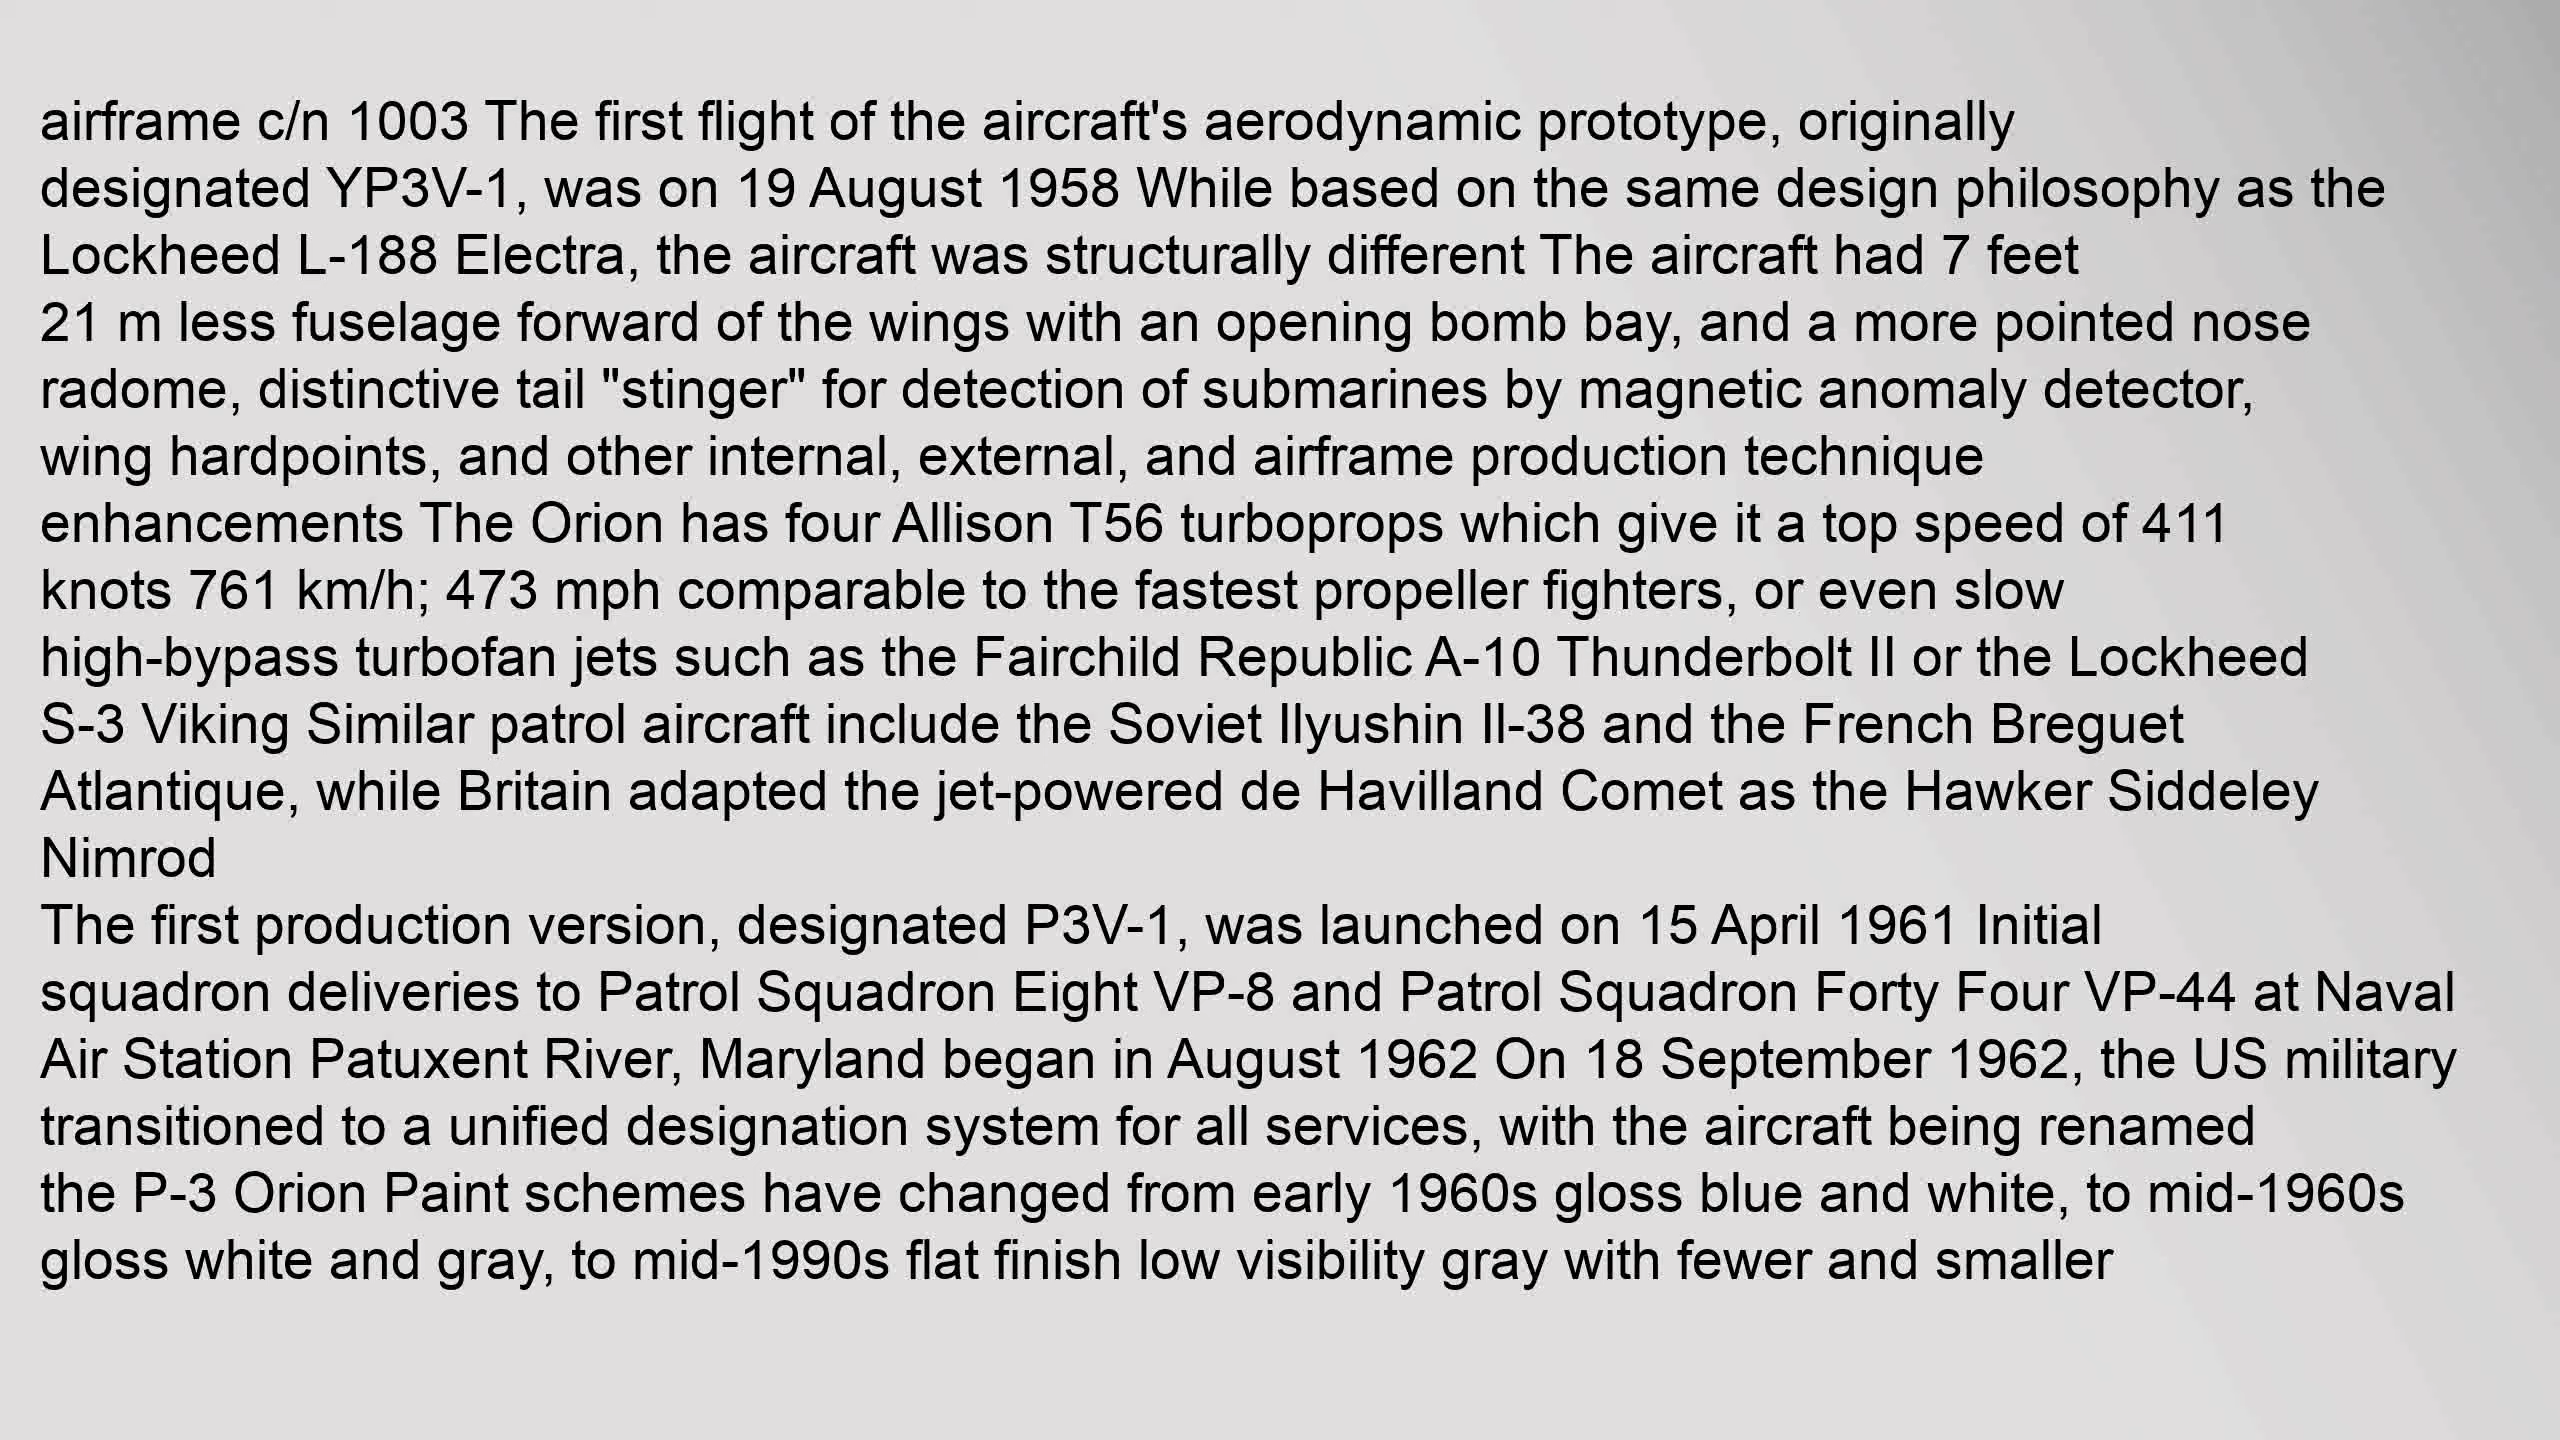 airframe c/n 1003 The first flight of the aircraft's aerodynamic prototype, originally
designated YP3V-1, was on 19 August 1958 While based on the same design philosophy as the
Lockheed L-188 Electra, the aircraft was structurally different The aircraft had 7 feet
21 m less fuselage forward of the wings with an opening bomb bay, and a more pointed nose
radome, distinctive tail "stinger" for detection of submarines by magnetic anomaly detector,
wing hardpoints, and other internal, external, and airframe production technique
enhancements The Orion has four Allison T56 turboprops which give it a top speed of 411
knots 761 km/h; 473 mph comparable to the fastest propeller fighters, or even slow
high-bypass turbofan jets such as the Fairchild Republic A-10 Thunderbolt II or the Lockheed
S-3 Viking Similar patrol aircraft include the Soviet Ilyushin Il-38 and the French Breguet
Atlantique, while Britain adapted the jet-powered de Havilland Comet as the Hawker Siddeley
Nimrod
The first production version, designated P3V-1, was launched on 15 April 1961 Initial
squadron deliveries to Patrol Squadron Eight VP-8 and Patrol Squadron Forty Four VP-44 at Naval
Air Station Patuxent River, Maryland began in August 1962 On 18 September 1962, the US military
transitioned to a unified designation system for all services, with the aircraft being renamed
the P-3 Orion Paint schemes have changed from early 1960s gloss blue and white, to mid-1960s
gloss white and gray, to mid-1990s flat finish low visibility gray with fewer and smaller